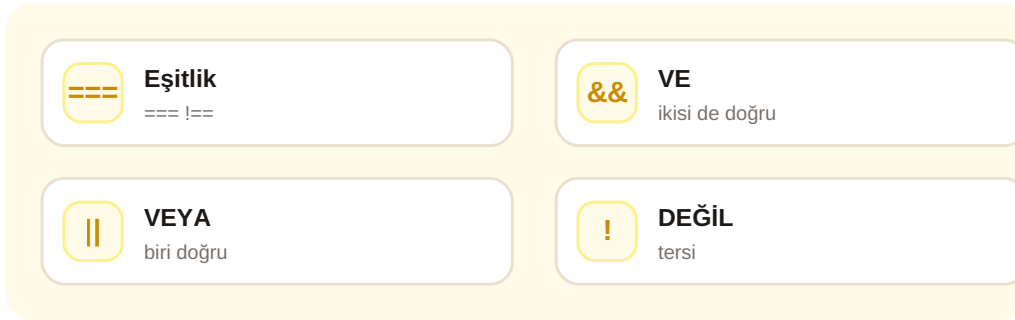 ===
Eşitlik
=== !==
&&
VE
ikisi de doğru
||
VEYA
biri doğru
!
DEĞİL
tersi